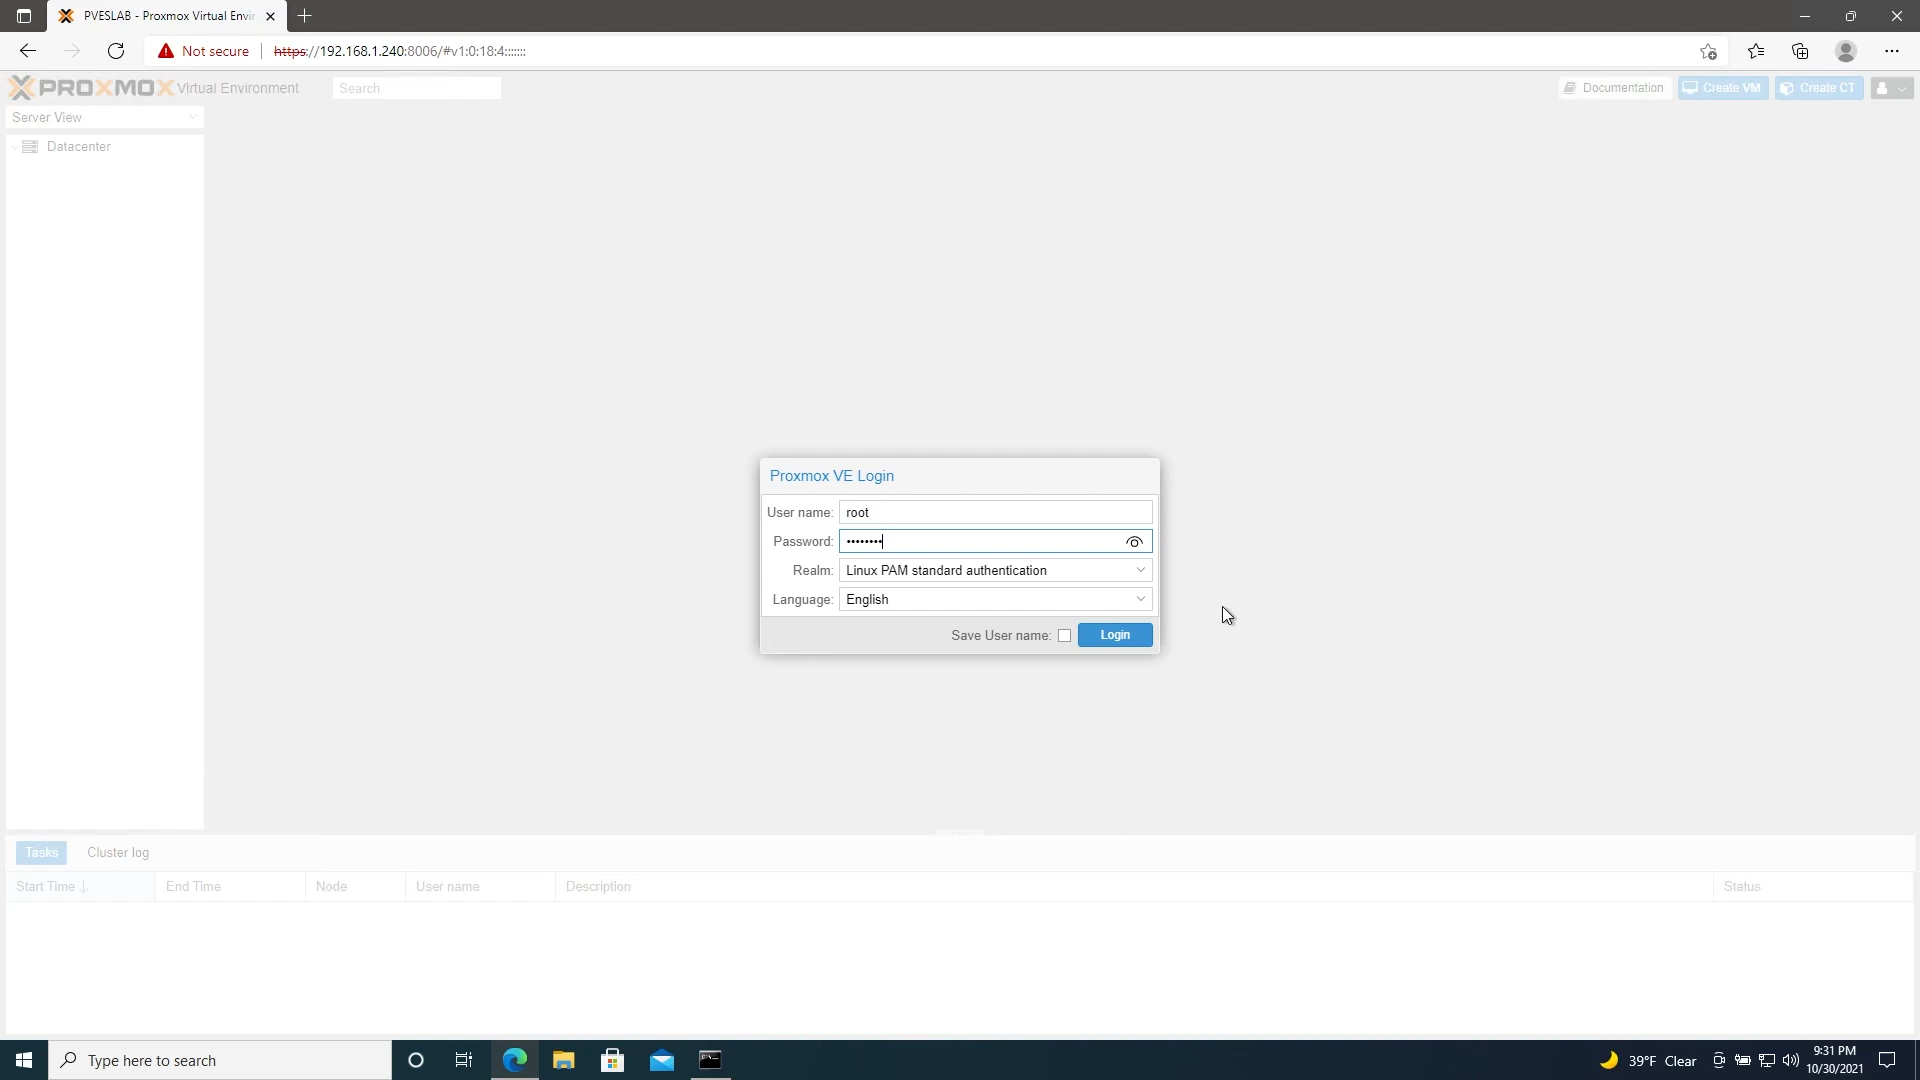 PVESLAB - Proxmox Virtual Envir
Not secure
https://192.168.1.240:8006/#v1:0:18:4:::::::
PROXMOX Virtual Environment
Search
Documentation
Create VM
Create CT
Server View
Datacenter
Proxmox VE Login
User name: root
Password: ••••••••
Realm: Linux PAM standard authentication
Language: English
Save User name:
Login
Tasks
Cluster log
Start Time
End Time
Node
User name
Description
Status
Type here to search
39°F Clear
9:31 PM
10/30/2021